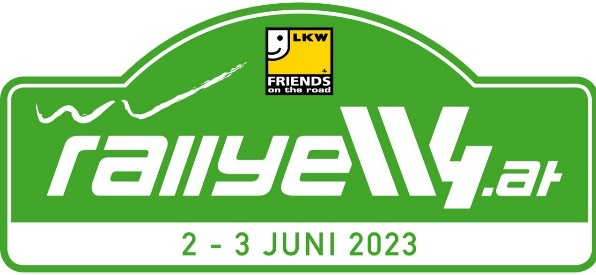 LKW
FRIENDS
on the road
rallyeW4.at
2 - 3 JUNI 2023